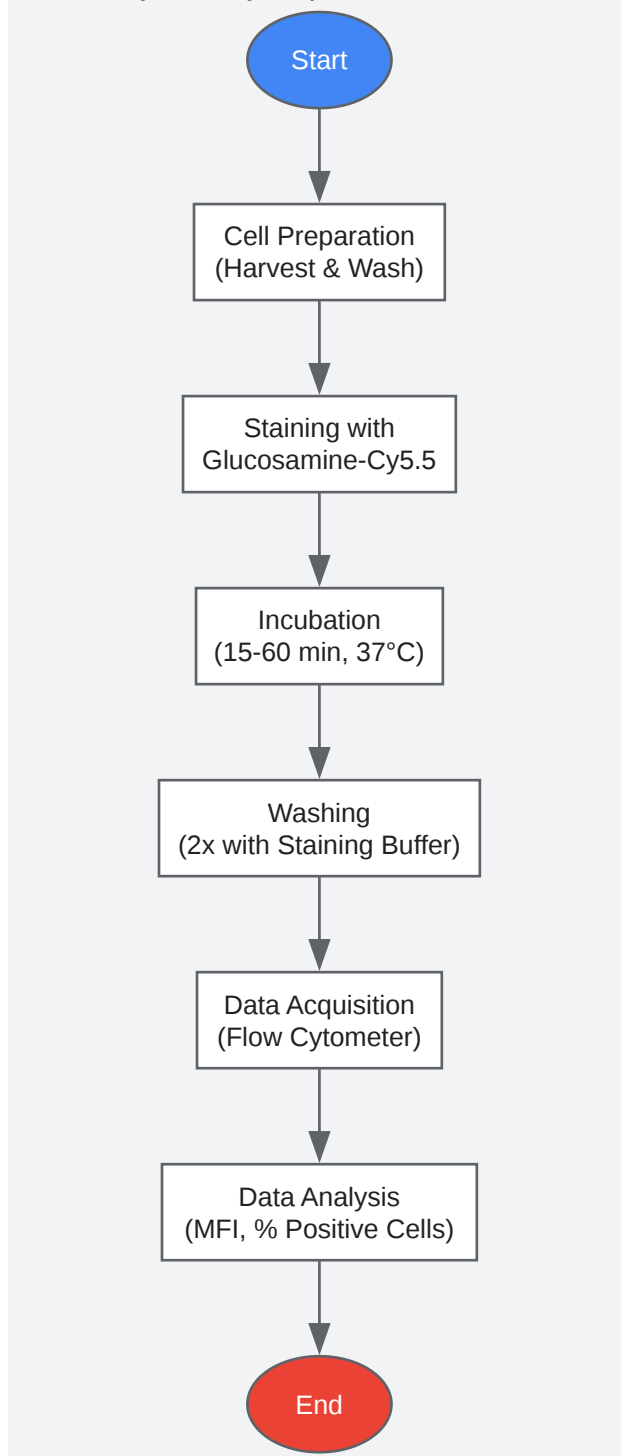 Start
Cell Preparation
(Harvest & Wash)
Staining with
Glucosamine-Cy5.5
Incubation
(15-60 min, 37°C)
Washing
(2x with Staining Buffer)
Data Acquisition
(Flow Cytometer)
Data Analysis
(MFI, % Positive Cells)
End